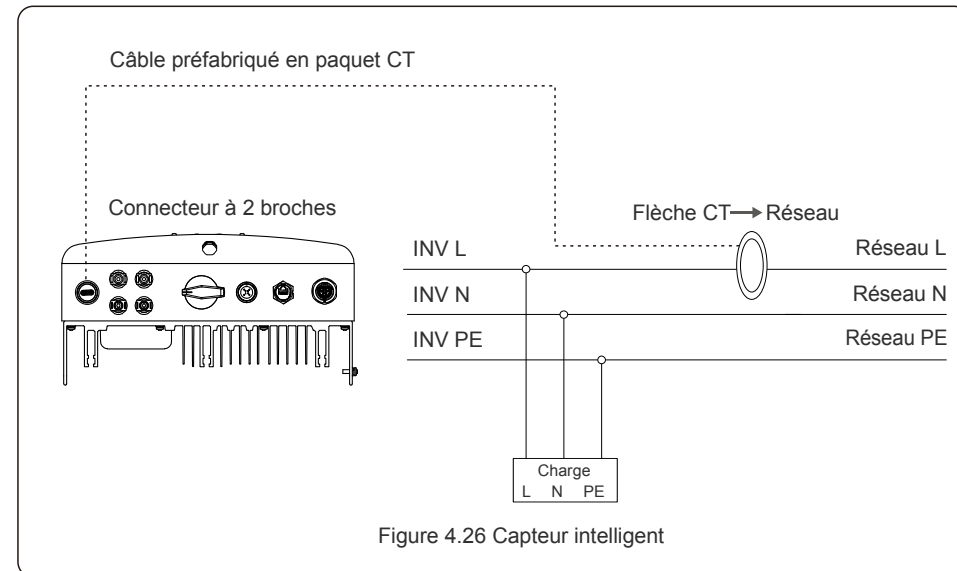 Câble préfabriqué en paquet CT
Connecteur à 2 broches
Flèche CT → Réseau
INV L
Réseau L
INV N
Réseau N
INV PE
Réseau PE
Charge
L N PE
Figure 4.26 Capteur intelligent